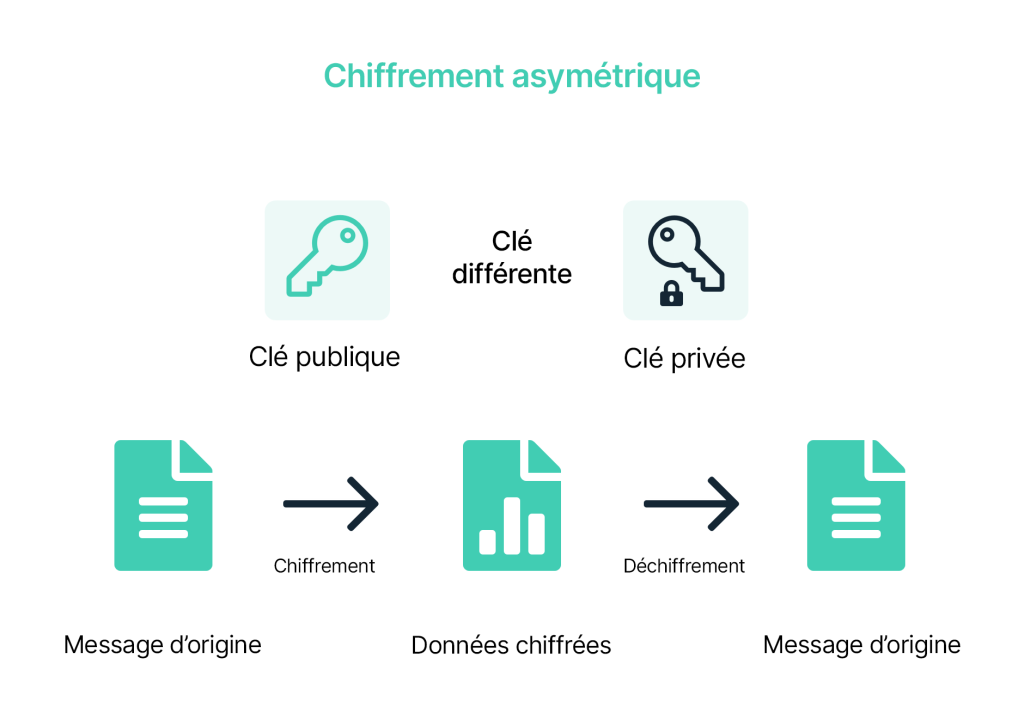 Chiffrement asymétrique
Clé
différente
Clé publique
Clé privée
Chiffrement
Déchiffrement
Message d’origine
Données chiffrées
Message d’origine